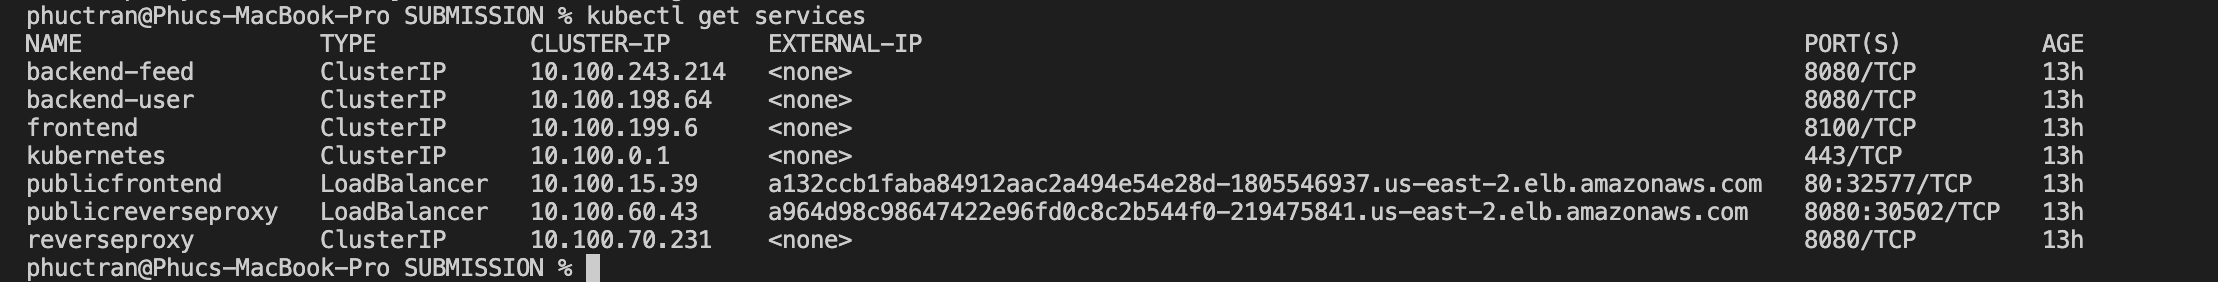 phuctran@Phucs-MacBook-Pro SUBMISSION % kubectl get services
NAME TYPE CLUSTER-IP EXTERNAL-IP PORT(S) AGE
backend-feed ClusterIP 10.100.243.214 <none> 8080/TCP 13h
backend-user ClusterIP 10.100.198.64 <none> 8080/TCP 13h
frontend ClusterIP 10.100.199.6 <none> 8100/TCP 13h
kubernetes ClusterIP 10.100.0.1 <none> 443/TCP 13h
publicfrontend LoadBalancer 10.100.15.39 a132ccb1faba84912aac2a494e54e28d-1805546937.us-east-2.elb.amazonaws.com 80:32577/TCP 13h
publicreverseproxy LoadBalancer 10.100.60.43 a964d98c98647422e96fd0c8c2b544f0-219475841.us-east-2.elb.amazonaws.com 8080:30502/TCP 13h
reverseproxy ClusterIP 10.100.70.231 <none> 8080/TCP 13h
phuctran@Phucs-MacBook-Pro SUBMISSION %